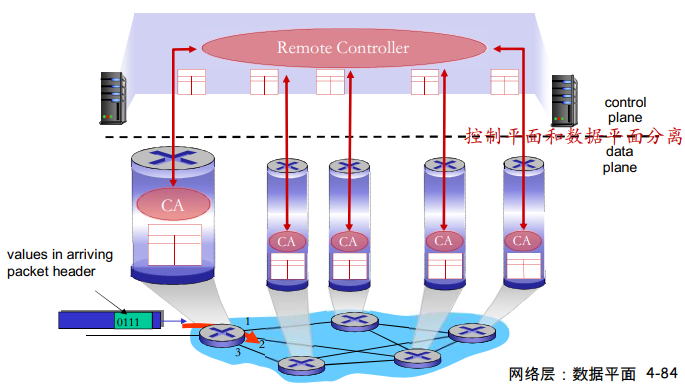 Remote Controller
control
plane
控制平面和数据平面分离
data
plane
CA
CA
CA
CA
CA
values in arriving
packet header
0111
1
2
3
网络层：数据平面 4-84